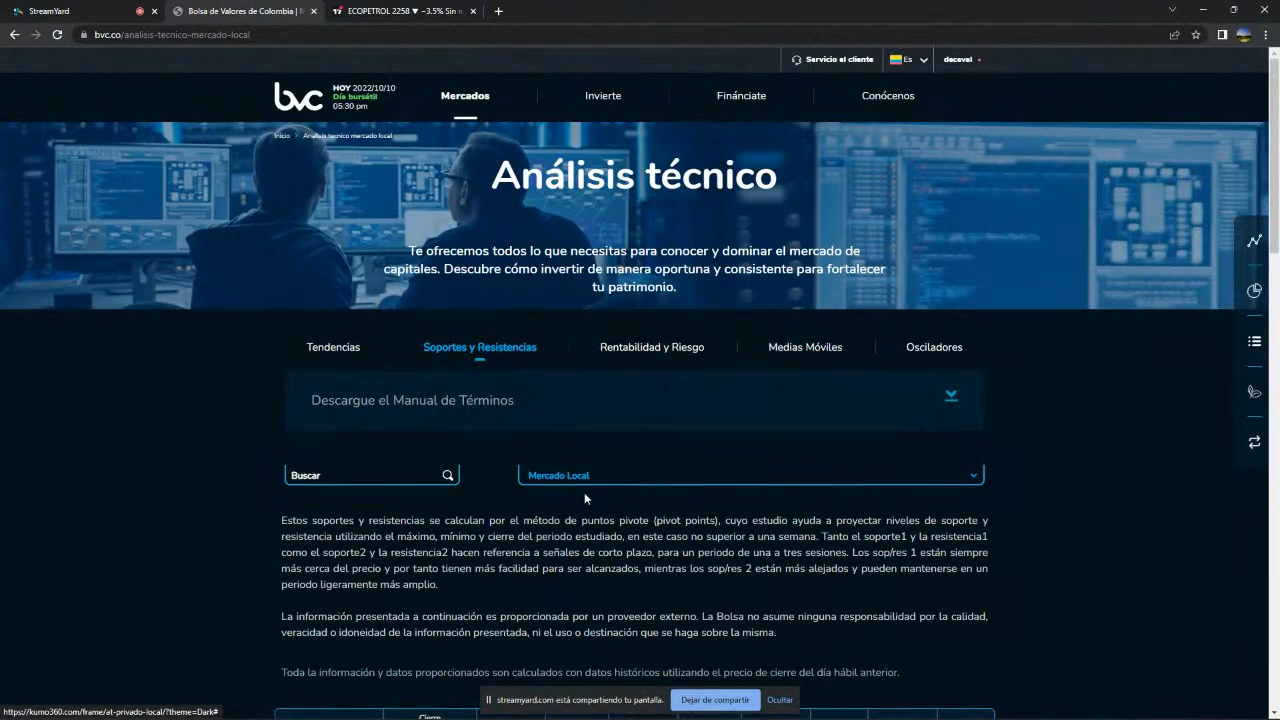 StreamYard
Bolsa de Valores de Colombia | M
ECOPETROL 2258 ▼ −3.5% Sin n
bvc.co/analisis-tecnico-mercado-local
Servicio al cliente
Es
deceval
bvc
HOY 2022/10/10
Día bursátil
05:30 pm
Mercados
Invierte
Fináнciate
Conócenos
Inicio > Analisis tecnico mercado local
Análisis técnico
Te ofrecemos todos lo que necesitas para conocer y dominar el mercado de
capitales. Descubre cómo invertir de manera oportuna y consistente para fortalecer
tu patrimonio.
Tendencias
Soportes y Resistencias
Rentabilidad y Riesgo
Medias Móviles
Osciladores
Descargue el Manual de Términos
Buscar
Mercado Local
Estos soportes y resistencias se calculan por el método de puntos pivote (pivot points), cuyo estudio ayuda a proyectar niveles de soporte y
resistencia utilizando el máximo, mínimo y cierre del periodo estudiado, en este caso no superior a una semana. Tanto el soporte1 y la resistencia1
como el soporte2 y la resistencia2 hacen referencia a señales de corto plazo, para un periodo de una a tres sesiones. Los sop/res 1 están siempre
más cerca del precio y por tanto tienen más facilidad para ser alcanzados, mientras los sop/res 2 están más alejados y pueden mantenerse en un
periodo ligeramente más amplio.
La información presentada a continuación es proporcionada por un proveedor externo. La Bolsa no asume ninguna responsabilidad por la calidad,
veracidad o idoneidad de la información presentada, ni el uso o destinación que se haga sobre la misma.
Toda la información y datos proporcionados son calculados con datos históricos utilizando el precio de cierre del día hábil anterior.
streamyard.com está compartiendo tu pantalla.
Dejar de compartir
Ocultar
https://kume360.com/frame/at-privado-local/?theme=Dark#
Cierre